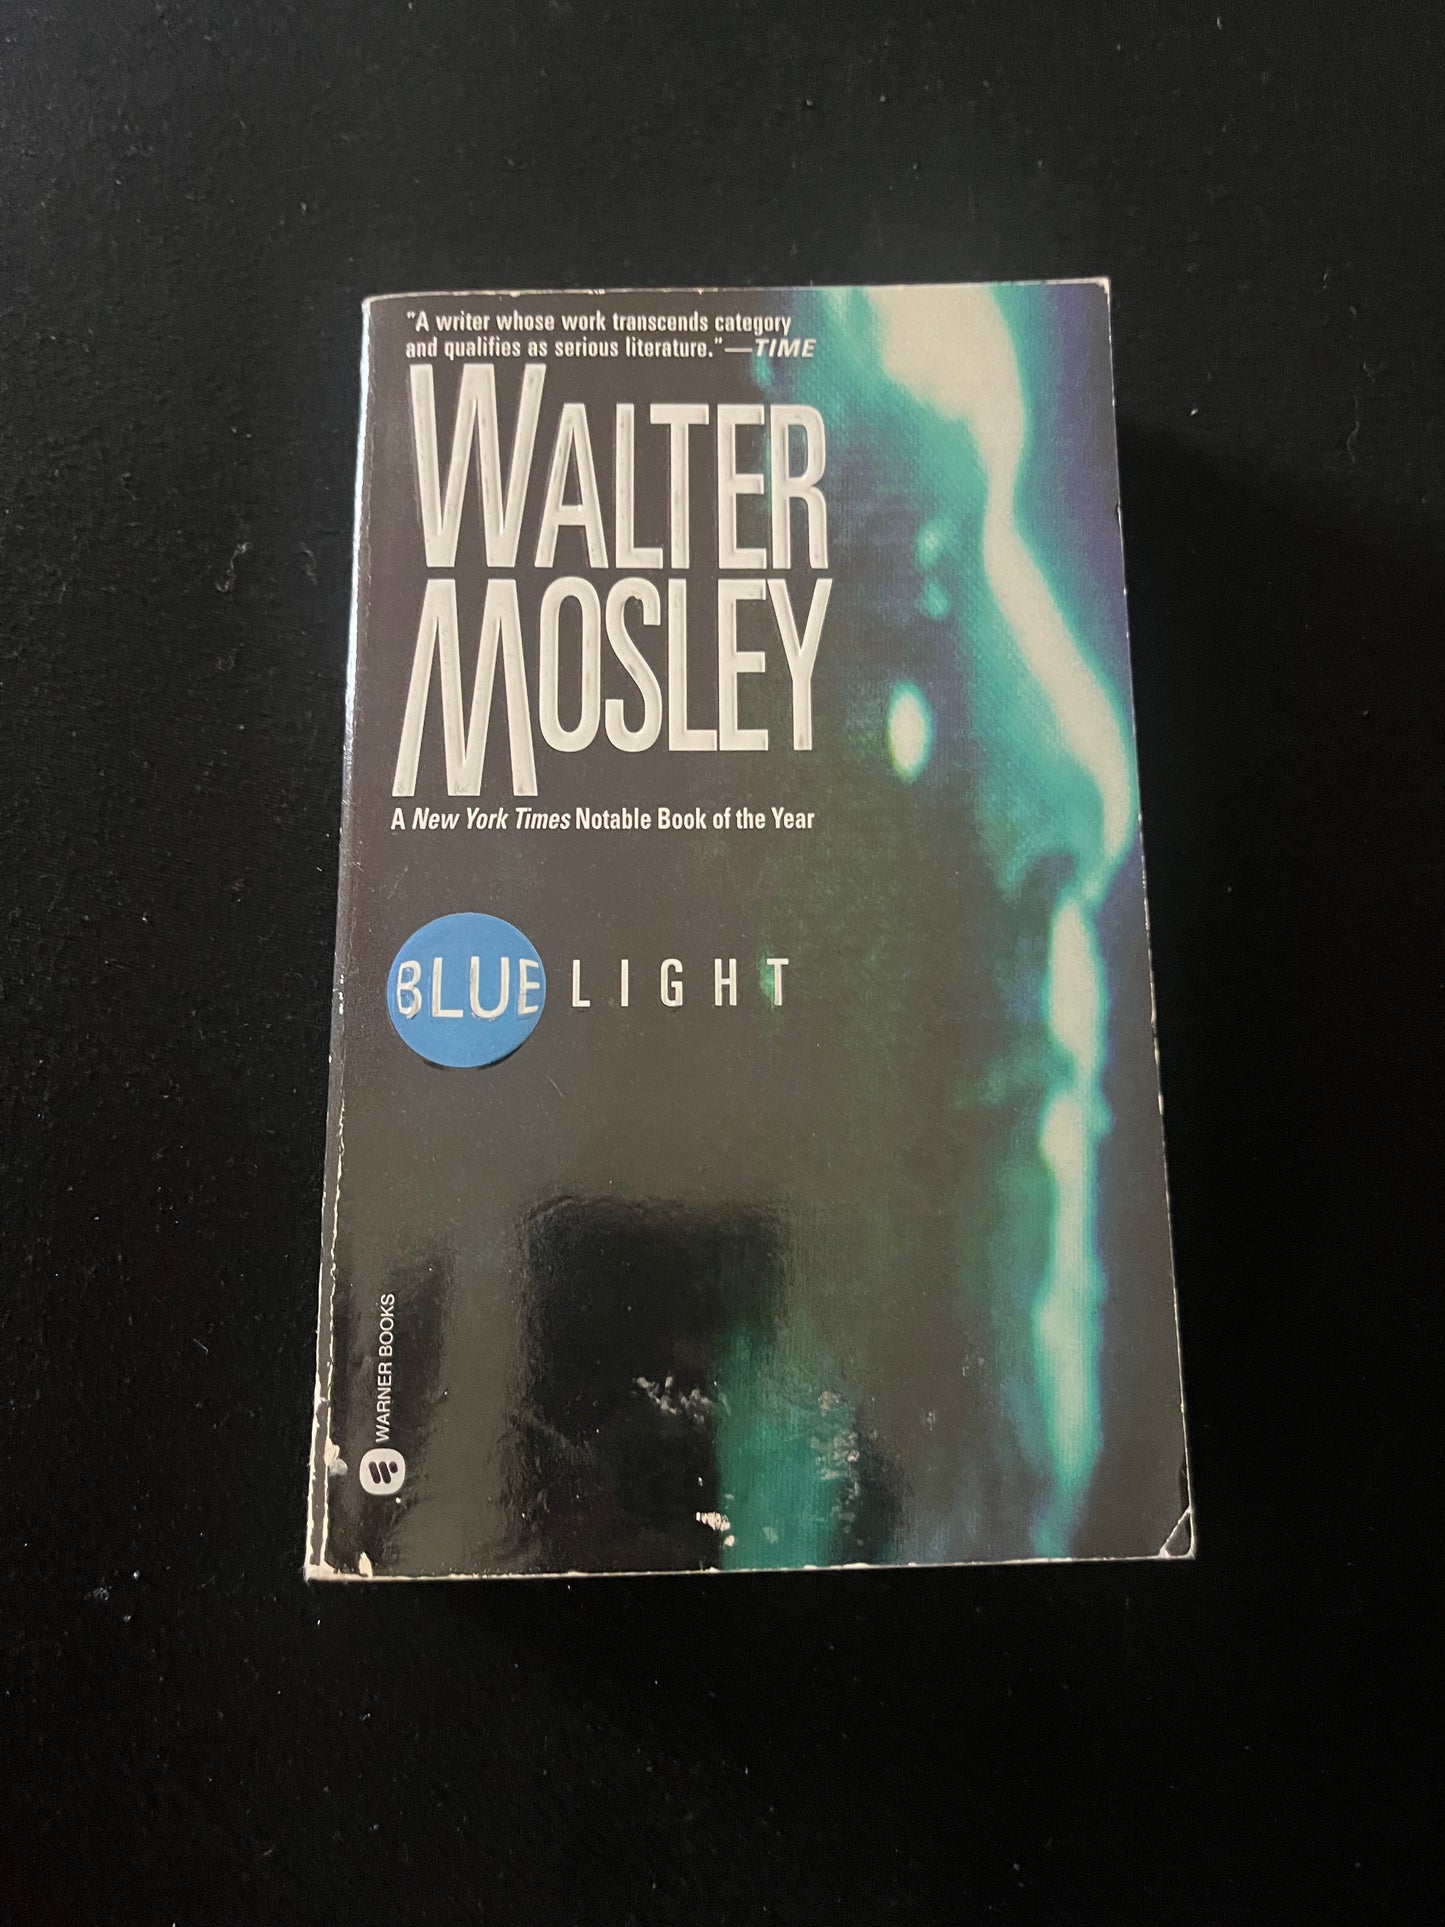 "A writer whose work transcends category
and qualifies as serious literature."—TIME
WALTER
MOSLEY
A New York Times Notable Book of the Year
BLUE LIGHT
WARNER BOOKS